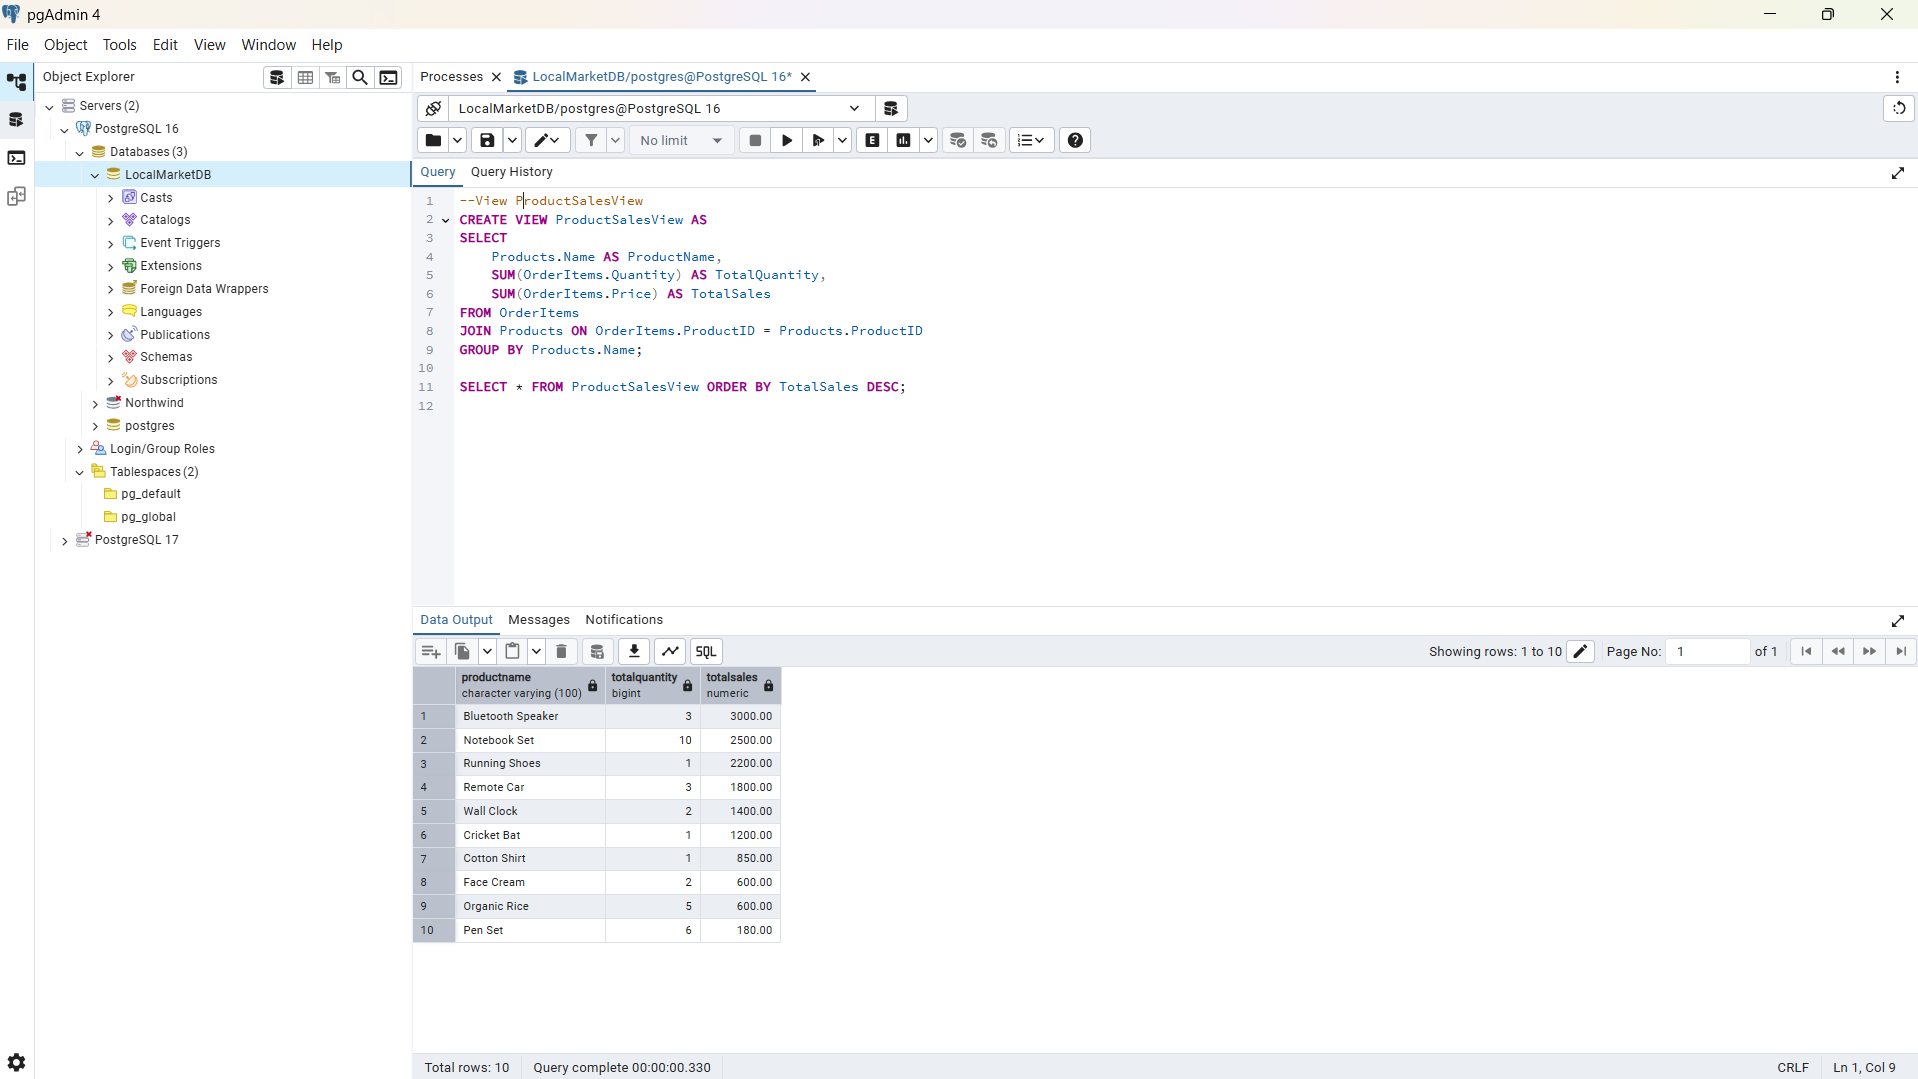 pgAdmin 4
File Object Tools Edit View Window Help
Object Explorer
Processes LocalMarketDB/postgres@PostgreSQL 16*
Servers (2)
PostgreSQL 16
Databases (3)
LocalMarketDB
Casts
Catalogs
Event Triggers
Extensions
Foreign Data Wrappers
Languages
Publications
Schemas
Subscriptions
Northwind
postgres
Login/Group Roles
Tablespaces (2)
pg_default
pg_global
PostgreSQL 17
LocalMarketDB/postgres@PostgreSQL 16
No limit E
Query Query History
1 --View ProductSalesView
2 CREATE VIEW ProductSalesView AS
3 SELECT
4 Products.Name AS ProductName,
5 SUM(OrderItems.Quantity) AS TotalQuantity,
6 SUM(OrderItems.Price) AS TotalSales
7 FROM OrderItems
8 JOIN Products ON OrderItems.ProductID = Products.ProductID
9 GROUP BY Products.Name;
10
11 SELECT * FROM ProductSalesView ORDER BY TotalSales DESC;
12
Data Output Messages Notifications
SQL Showing rows: 1 to 10 Page No: 1 of 1
productname totalquantity totalsales
character varying (100) bigint numeric
1 Bluetooth Speaker 3 3000.00
2 Notebook Set 10 2500.00
3 Running Shoes 1 2200.00
4 Remote Car 3 1800.00
5 Wall Clock 2 1400.00
6 Cricket Bat 1 1200.00
7 Cotton Shirt 1 850.00
8 Face Cream 2 600.00
9 Organic Rice 5 600.00
10 Pen Set 6 180.00
Total rows: 10 Query complete 00:00:00.330 CRLF Ln 1, Col 9